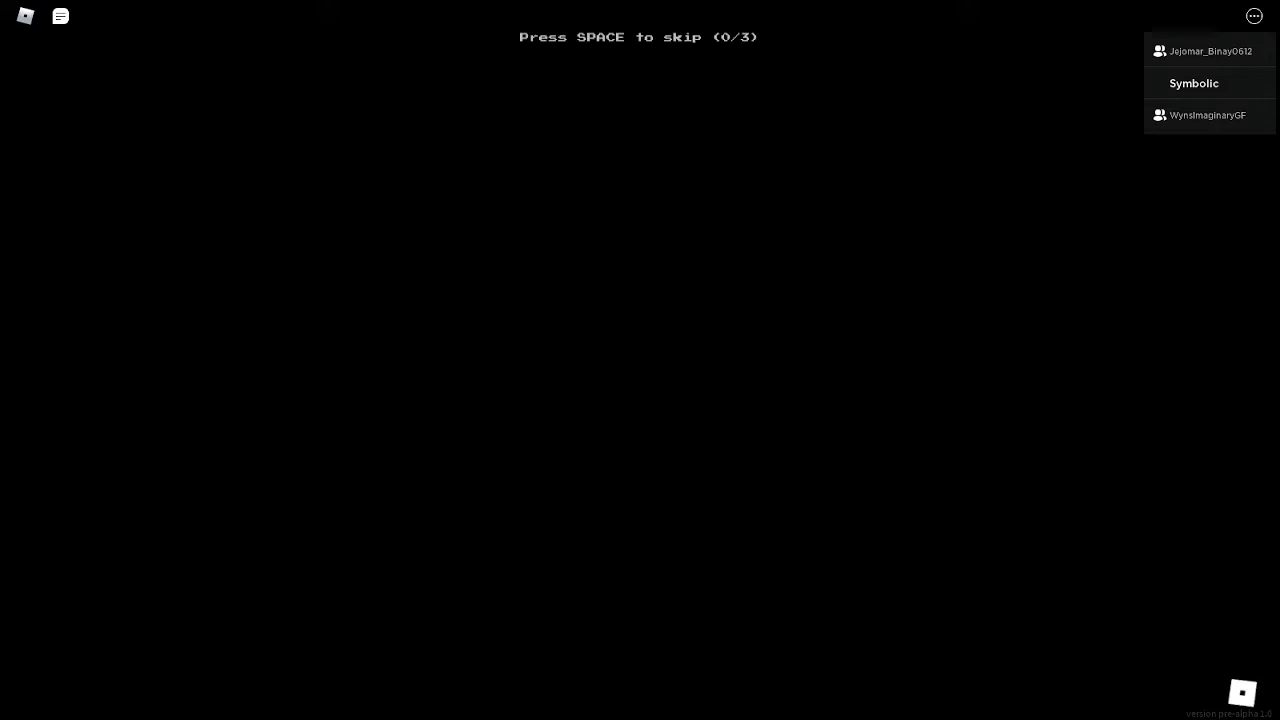 Press SPACE to skip (0/3)
Jejomar_Binay0612
Symbolic
WynsImaginaryGF
version pre-alpha 1.0